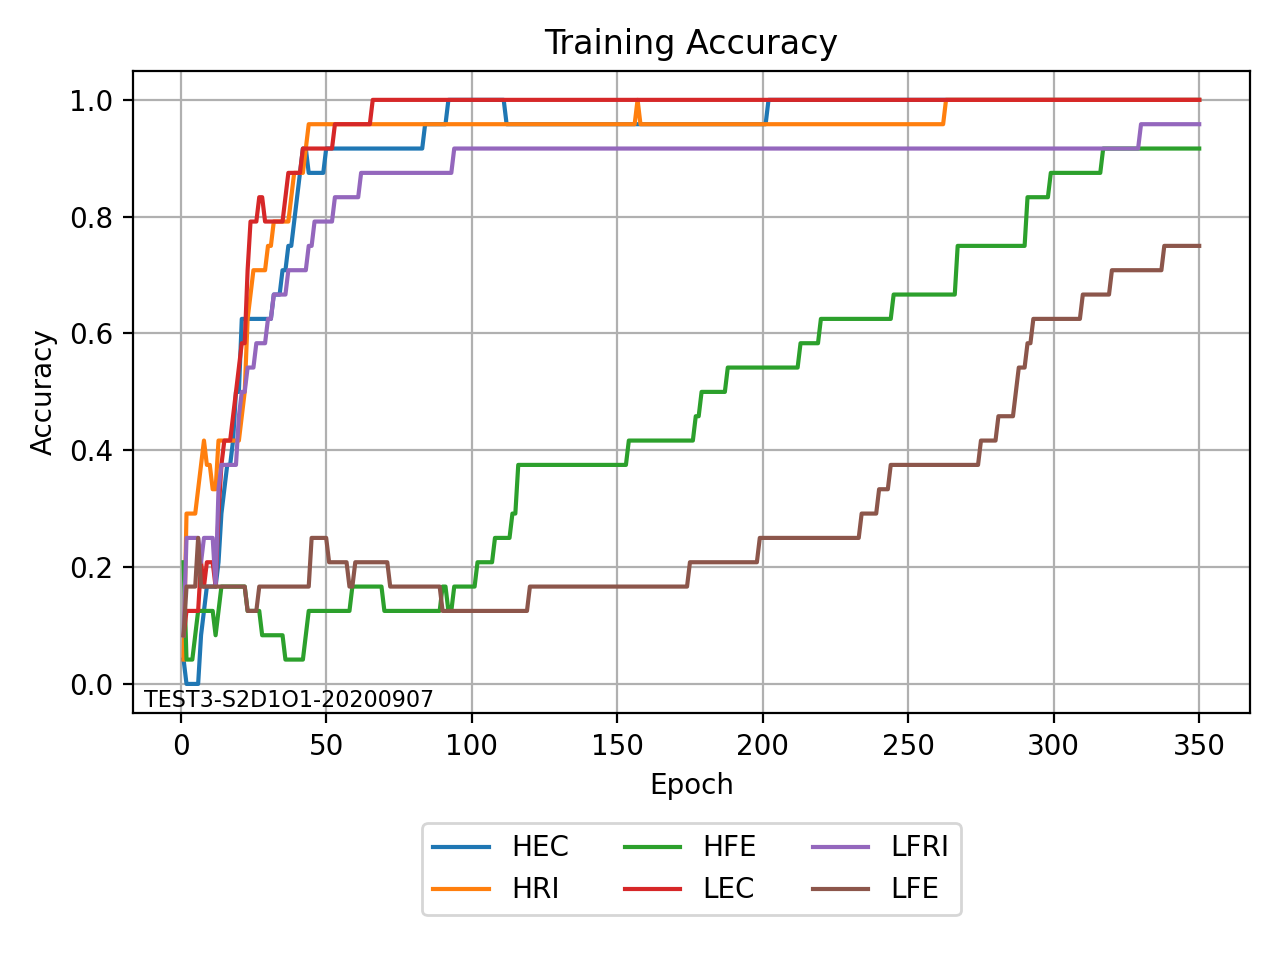 Training Accuracy
1.0
0.8
0.6
0.4
0.2
0.0
Accuracy
TEST3-S2D1O1-20200907
0 50 100 150 200 250 300 350
Epoch
HEC HFE LFRI
HRI LEC LFE